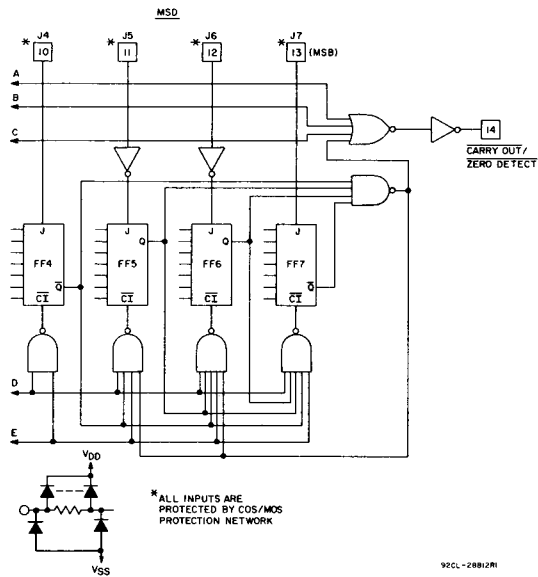 MSD
* J4
10
* J5
11
* J6
12
* J7
13 (MSB)
A
B
C
14
CARRY OUT/
ZERO DETECT
J
FF4
Q
CI
J
Q
FF5
CI
J
Q
FF6
CI
J
FF7
Q
CI
D
E
VDD
VSS
*ALL INPUTS ARE
PROTECTED BY COS/MOS
PROTECTION NETWORK
92CL-28812R1